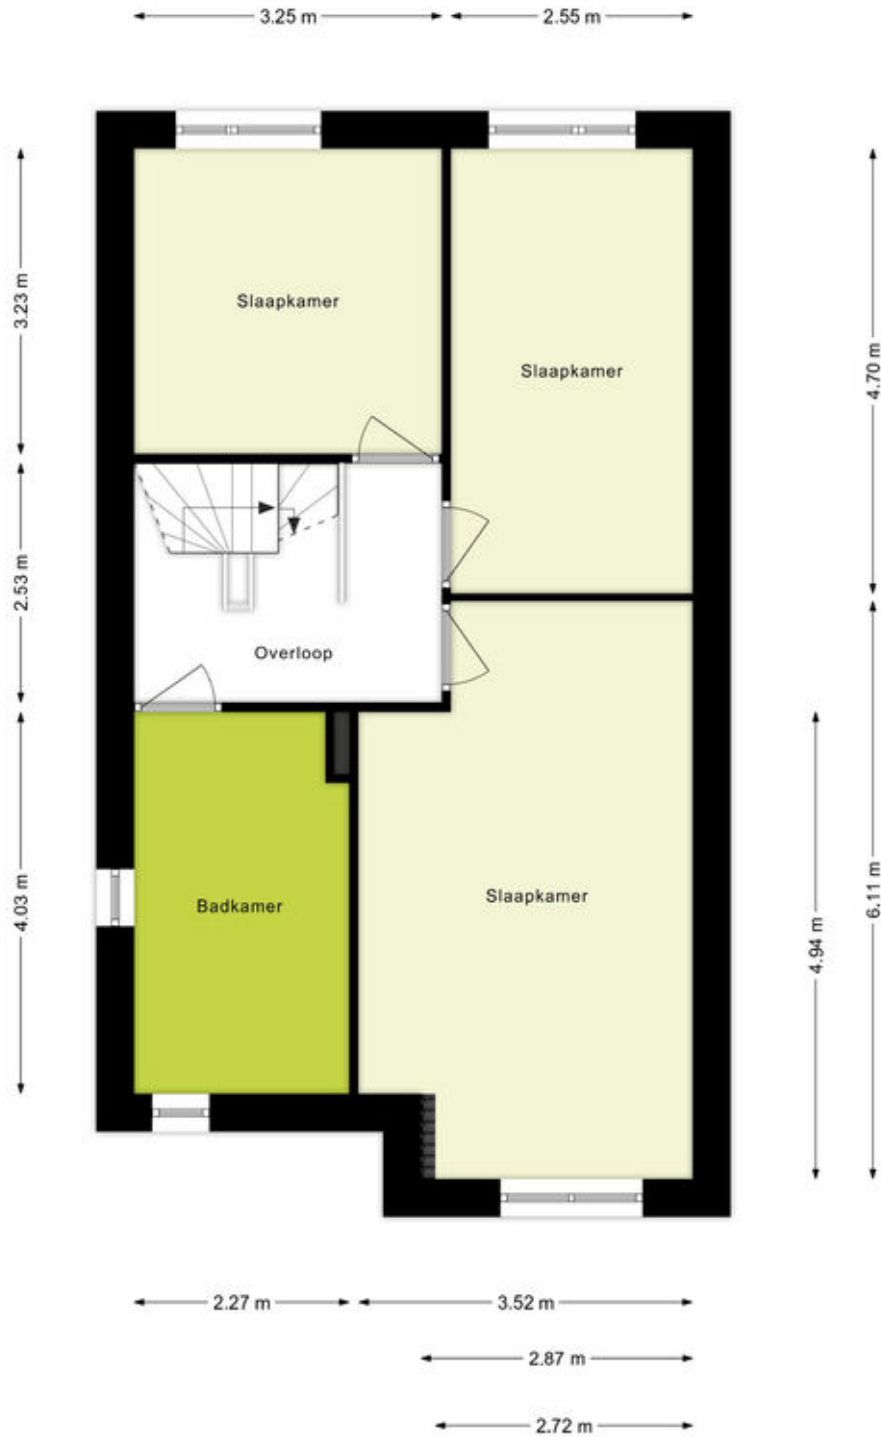 3.25 m
2.55 m
3.23 m
Slaapkamer
Slaapkamer
4.70 m
2.53 m
Overloop
4.03 m
Badkamer
Slaapkamer
4.94 m
6.11 m
2.27 m
3.52 m
2.87 m
2.72 m